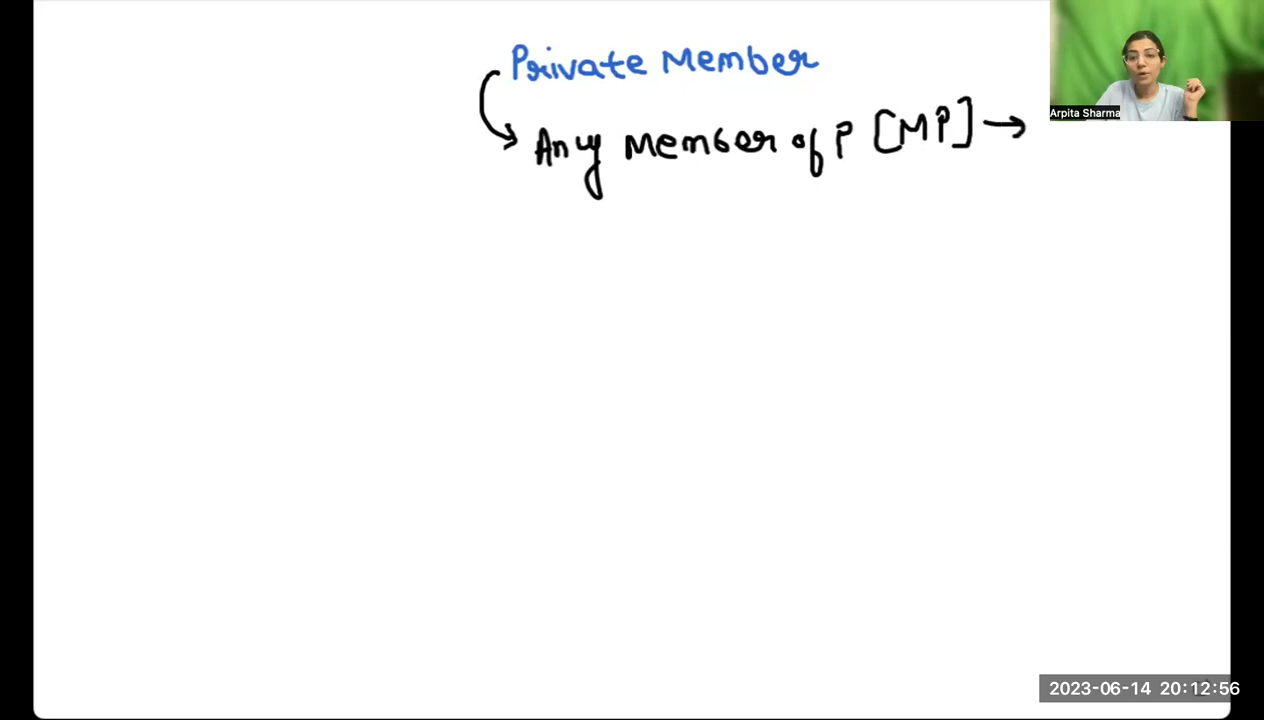 Private Member
Any Member of P [MP] →
Arpita Sharma
2023-06-14 20:12:56